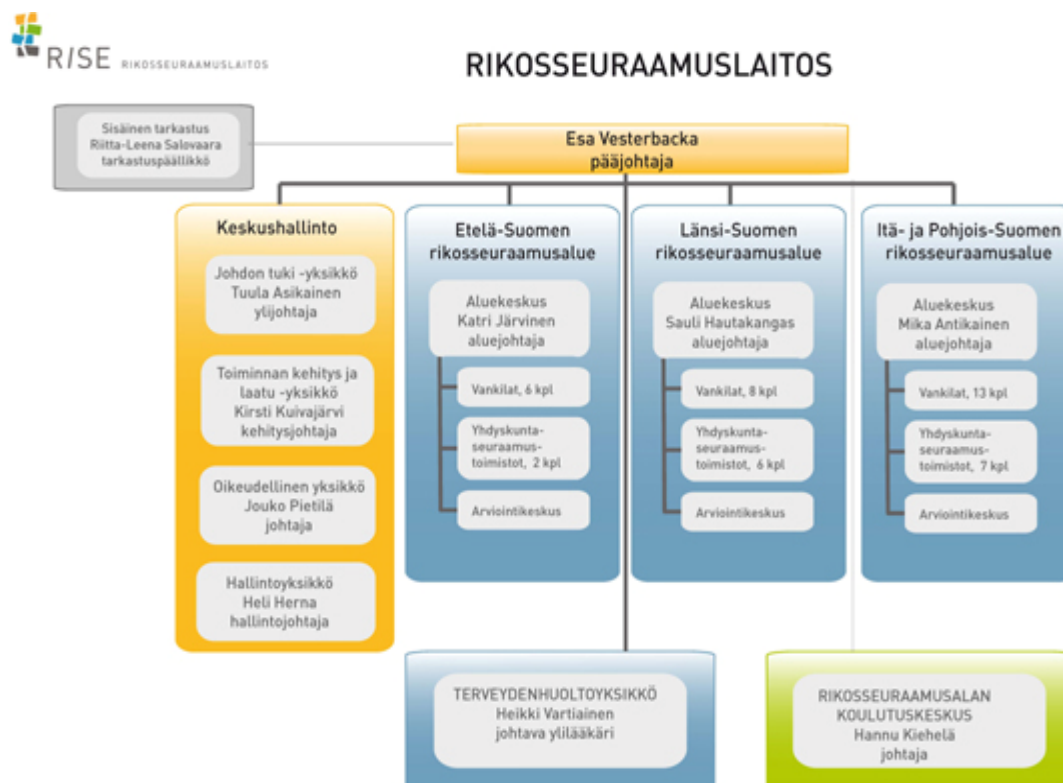 RISE RIKOSSEURAAMUSLAITOS
RIKOSSEURAAMUSLAITOS
Sisäinen tarkastus
Riitta-Leena Salovaara
tarkastuspäällikkö
Esa Vesterbacka
pääjohtaja
Keskushallinto
Johdon tuki -yksikkö
Tuula Asikainen
ylijohtaja
Toiminnan kehitys ja
laatu -yksikkö
Kirsti Kuivajärvi
kehitysjohtaja
Oikeudellinen yksikkö
Jouko Pietilä
johtaja
Hallintoyksikkö
Heli Herna
hallintojohtaja
Etelä-Suomen
rikosseuraamusalue
Aluekeskus
Katri Järvinen
aluejohtaja
Vankilat, 6 kpl
Yhdyskunta-
seuraamus-
toimistot, 2 kpl
Arviointikeskus
Länsi-Suomen
rikosseuraamusalue
Aluekeskus
Sauli Hautakangas
aluejohtaja
Vankilat, 8 kpl
Yhdyskunta-
seuraamus-
toimistot, 6 kpl
Arviointikeskus
Itä- ja Pohjois-Suomen
rikosseuraamusalue
Aluekeskus
Mika Antikainen
aluejohtaja
Vankilat, 13 kpl
Yhdyskunta-
seuraamus-
toimistot, 7 kpl
Arviointikeskus
TERVEYDENHUOLTOYKSIKKÖ
Heikki Vartiainen
johtava ylilääkäri
RIKOSSEURAAMUSALAN
KOULUTUSKESKUS
Hannu Kiehelä
johtaja